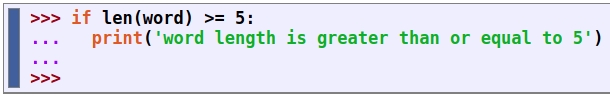 >>> if len(word) >= 5:
...   print('word length is greater than or equal to 5')
...
>>>